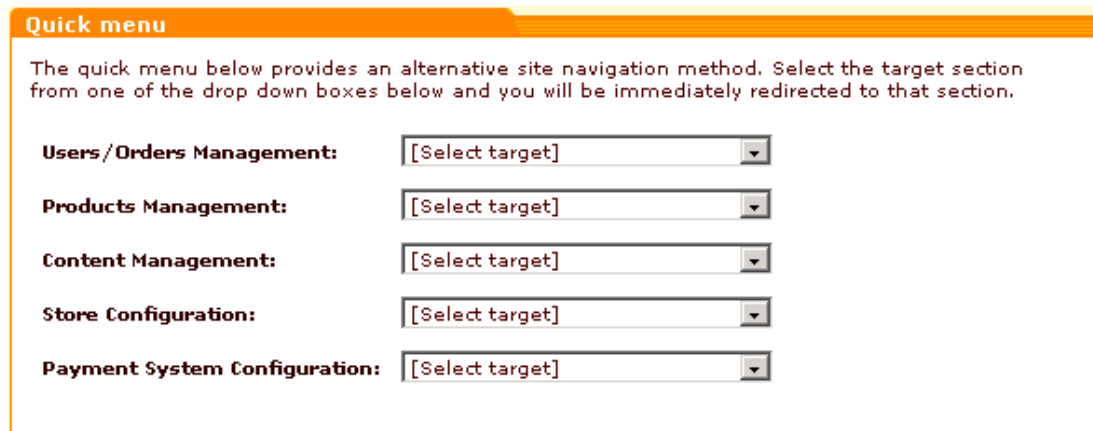 Quick menu
The quick menu below provides an alternative site navigation method. Select the target section
from one of the drop down boxes below and you will be immediately redirected to that section.
Users/Orders Management: [Select target]
Products Management: [Select target]
Content Management: [Select target]
Store Configuration: [Select target]
Payment System Configuration: [Select target]